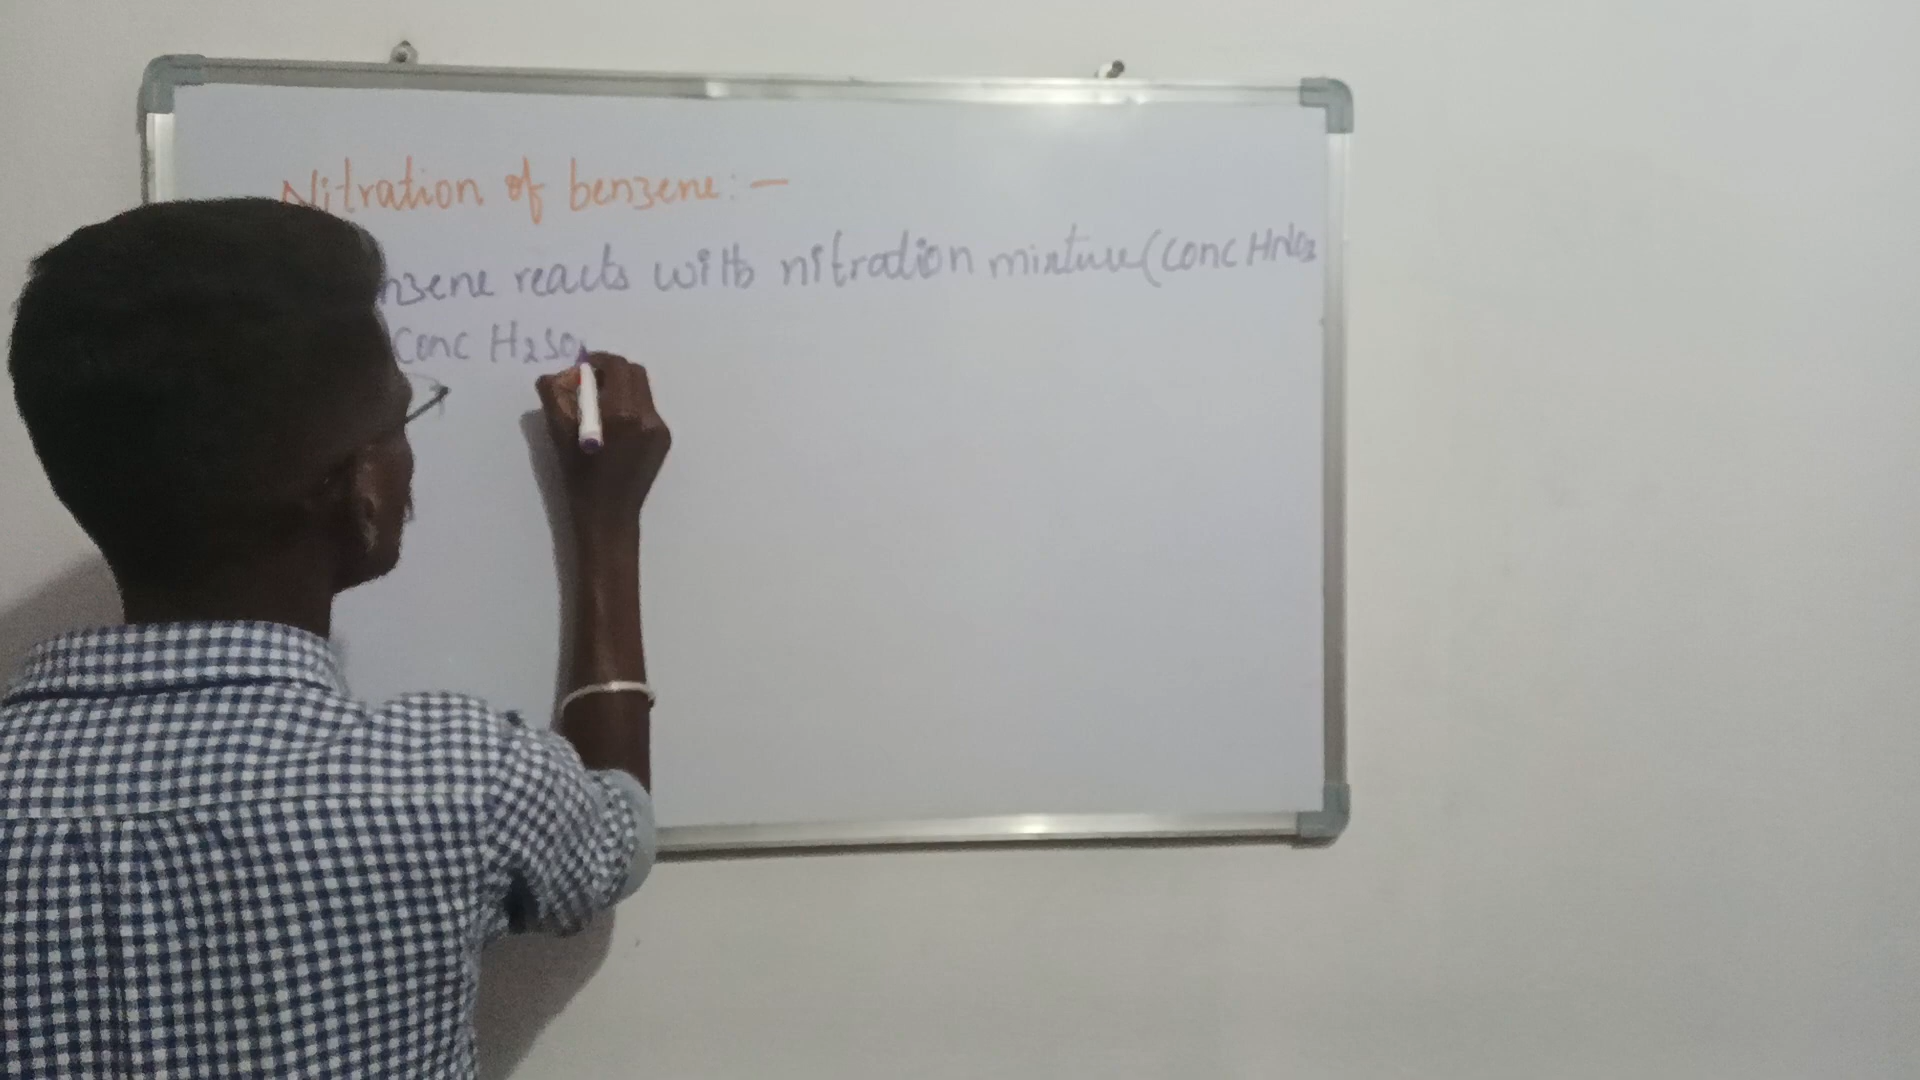 Nitration of benzene:-
nzene reacts with nitration mixture (conc HNO3
conc H2SO